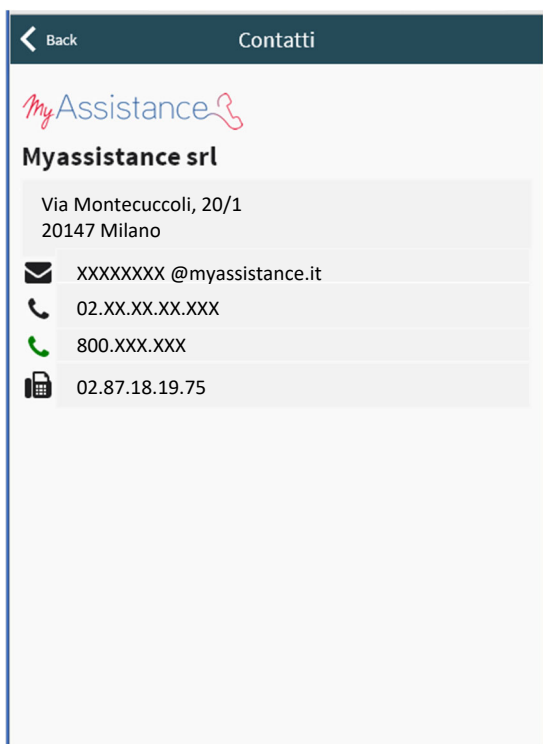 Back
Contatti
MyAssistance
Myassistance srl
Via Montecuccoli, 20/1
20147 Milano
XXXXXXXX @myassistance.it
02.XX.XX.XX.XXX
800.XXX.XXX
02.87.18.19.75